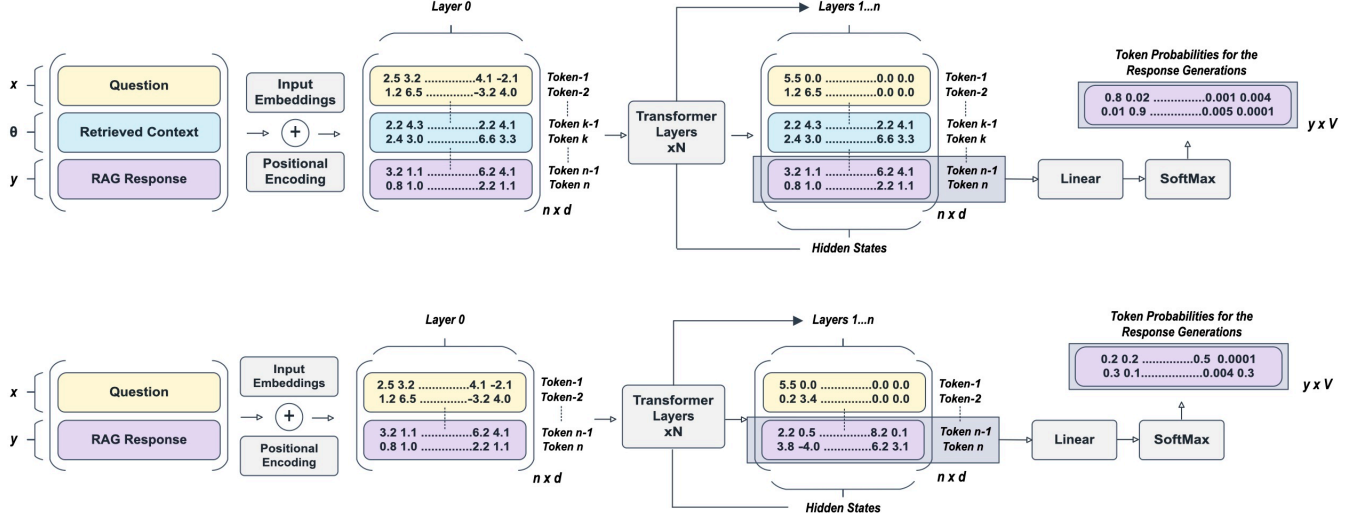 Layer 0
Layers 1...n
Token Probabilities for the
Response Generations
x
Question
Input
Embeddings
2.5 3.2 ..............4.1 -2.1
1.2 6.5 ..............-3.2 4.0
Token-1
Token-2
5.5 0.0 ..............0.0 0.0
1.2 6.5 ..............0.0 0.0
Token-1
Token-2
0.8 0.02 ..............0.001 0.004
0.01 0.9 ..............0.005 0.0001
y x V
θ
Retrieved Context
+
2.2 4.3 ..............2.2 4.1
2.4 3.0 ..............6.6 3.3
Token k-1
Token k
Transformer
Layers
xN
2.2 4.3 ..............2.2 4.1
2.4 3.0 ..............6.6 3.3
Token k-1
Token k
y
RAG Response
Positional
Encoding
3.2 1.1 ..............6.2 4.1
0.8 1.0 ..............2.2 1.1
Token n-1
Token n
3.2 1.1 ..............6.2 4.1
0.8 1.0 ..............2.2 1.1
Token n-1
Token n
Linear
SoftMax
n x d
n x d
Hidden States
Layer 0
Layers 1...n
Token Probabilities for the
Response Generations
x
Question
Input
Embeddings
2.5 3.2 ..............4.1 -2.1
1.2 6.5 ..............-3.2 4.0
Token-1
Token-2
5.5 0.0 ..............0.0 0.0
0.2 3.4 ..............0.0 0.0
Token-1
Token-2
0.2 0.2 ..............0.5 0.0001
0.3 0.1..................0.004 0.3
y x V
+
Transformer
Layers
xN
y
RAG Response
Positional
Encoding
3.2 1.1 ..............6.2 4.1
0.8 1.0 ..............2.2 1.1
Token n-1
Token n
2.2 0.5 ..............8.2 0.1
3.8 -4.0 ..............6.2 3.1
Token n-1
Token n
Linear
SoftMax
n x d
n x d
Hidden States